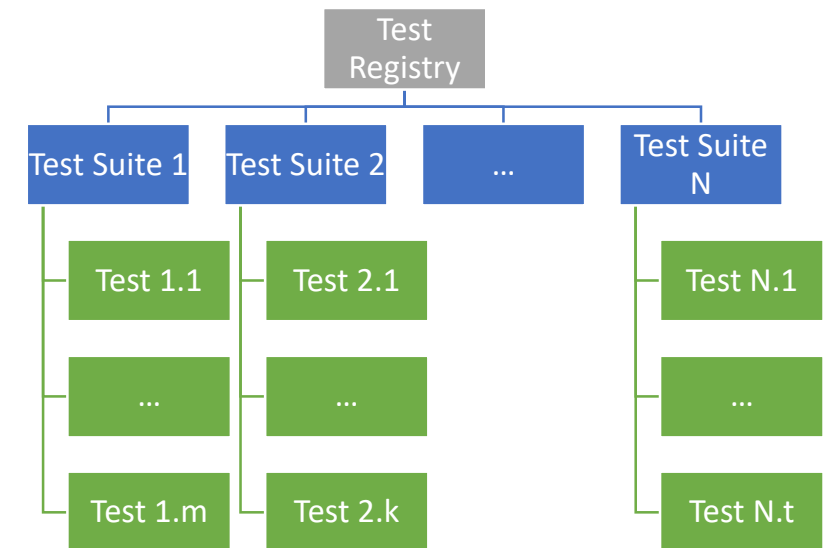 Test
Registry
Test Suite 1
Test Suite 2
...
Test Suite
N
Test 1.1
Test 2.1
Test N.1
...
...
...
Test 1.m
Test 2.k
Test N.t